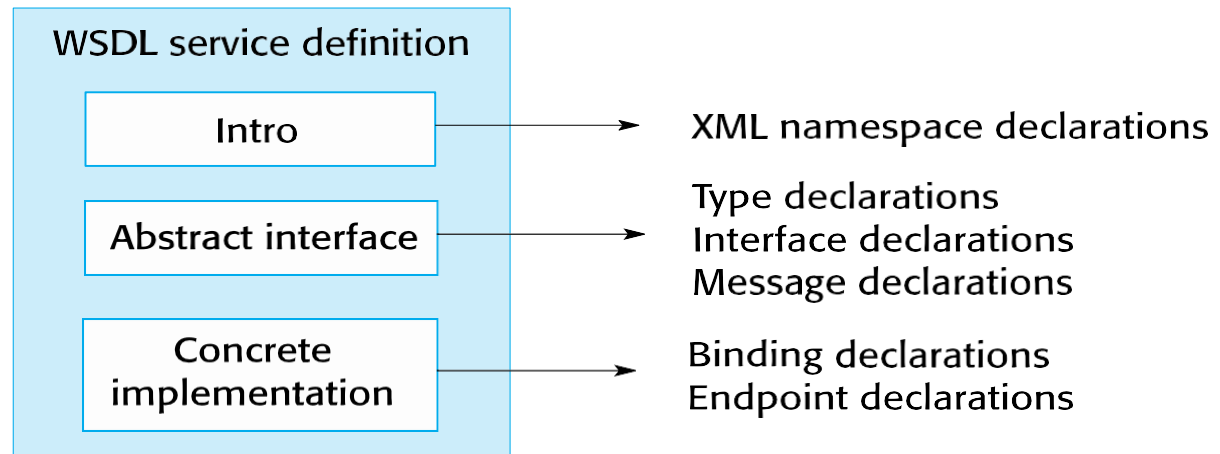 WSDL service definition
Intro
XML namespace declarations
Abstract interface
Type declarations
Interface declarations
Message declarations
Concrete
implementation
Binding declarations
Endpoint declarations